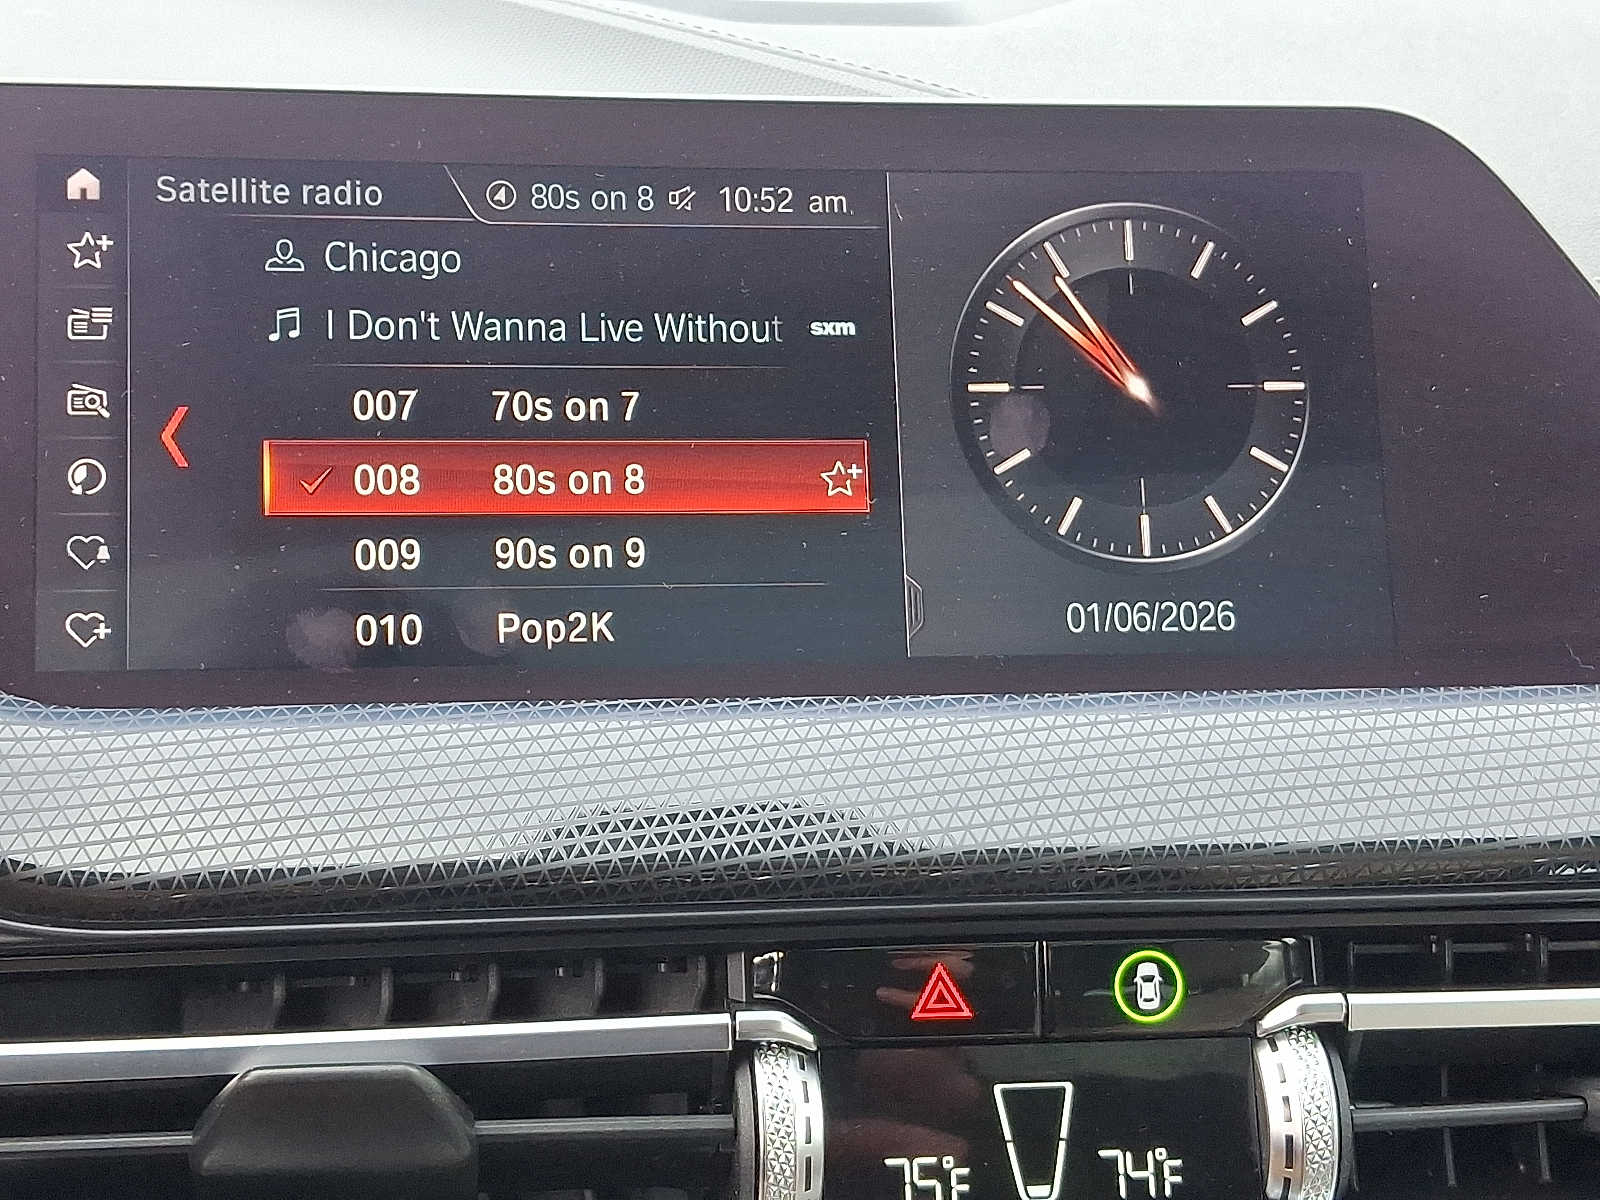 Satellite radio
80s on 8 10:52 am.
Chicago
I Don't Wanna Live Without sxm
007 70s on 7
008 80s on 8
009 90s on 9
010 Pop2K
01/06/2026
75°F 74°F